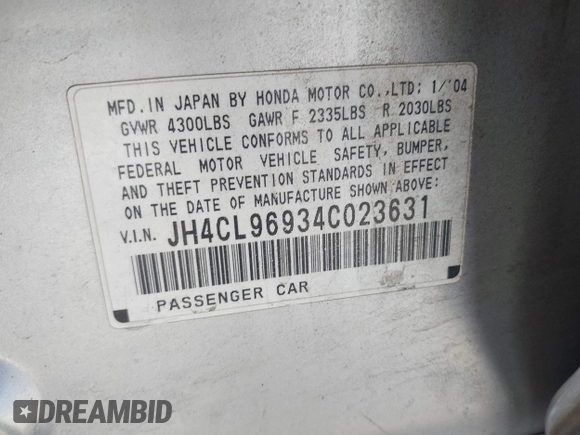 MFD. IN JAPAN BY HONDA MOTOR CO., LTD; 1/'04
GVWR 4300LBS GAWR F 2335LBS R 2030LBS
THIS VEHICLE CONFORMS TO ALL APPLICABLE
FEDERAL MOTOR VEHICLE SAFETY, BUMPER,
AND THEFT PREVENTION STANDARDS IN EFFECT
ON THE DATE OF MANUFACTURE SHOWN ABOVE:
V.I.N. JH4CL96934C023631
PASSENGER CAR
DREAMBID